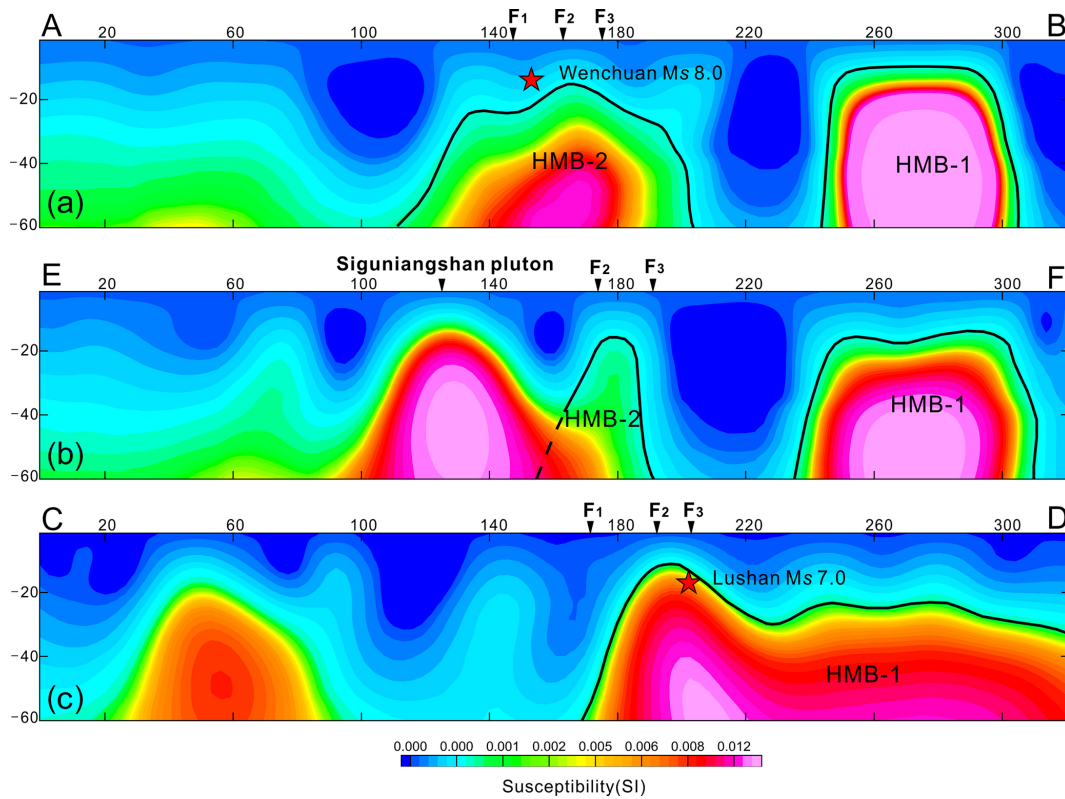 A F1 F2 F3 B
20 60 100 140 180 220 260 300
Wenchuan Ms 8.0
−20
−40
−60
HMB-2
HMB-1
(a)
E Siguniangshan pluton F2 F3 F
20 60 100 140 180 220 260 300
−20
−40
−60
HMB-2
HMB-1
(b)
C F1 F2 F3 D
20 60 100 140 180 220 260 300
Lushan Ms 7.0
−20
−40
−60
HMB-1
(c)
0.000 0.000 0.001 0.002 0.005 0.006 0.008 0.012
Susceptibility(SI)